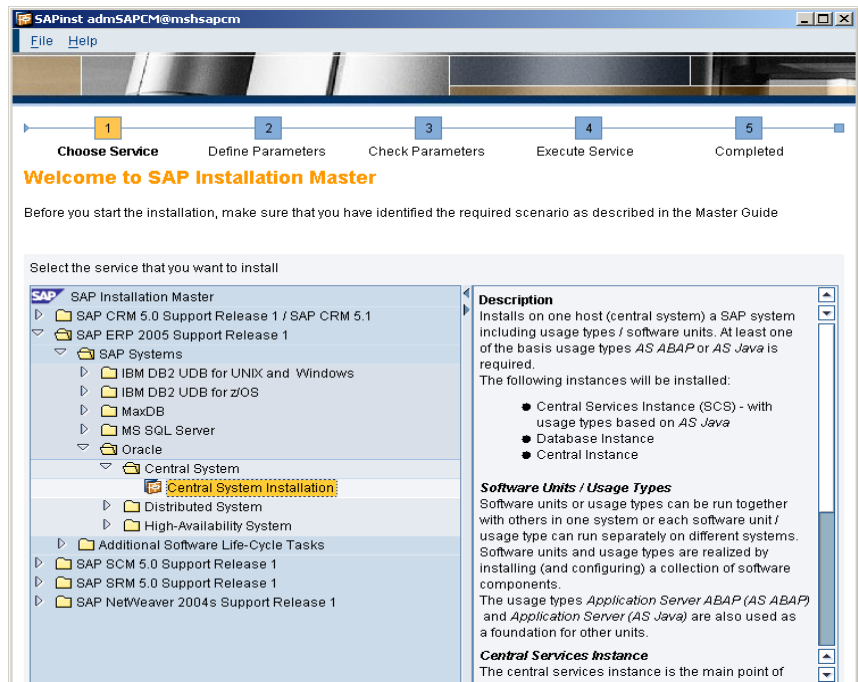 SAPinst admSAPCM@mshsapcm
File Help
1 2 3 4 5
Choose Service Define Parameters Check Parameters Execute Service Completed
Welcome to SAP Installation Master
Before you start the installation, make sure that you have identified the required scenario as described in the Master Guide
Select the service that you want to install
SAP SAP Installation Master
SAP CRM 5.0 Support Release 1 / SAP CRM 5.1
SAP ERP 2005 Support Release 1
SAP Systems
IBM DB2 UDB for UNIX and Windows
IBM DB2 UDB for z/OS
MaxDB
MS SQL Server
Oracle
Central System
Central System Installation
Distributed System
High-Availability System
Additional Software Life-Cycle Tasks
SAP SCM 5.0 Support Release 1
SAP SRM 5.0 Support Release 1
SAP NetWeaver 2004s Support Release 1
Description
Installs on one host (central system) a SAP system
including usage types / software units. At least one
of the basis usage types AS ABAP or AS Java is
required.
The following instances will be installed:
Central Services Instance (SCS) - with
usage types based on AS Java
Database Instance
Central Instance
Software Units / Usage Types
Software units or usage types can be run together
with others in one system or each software unit /
usage type can run separately on different systems.
Software units and usage types are realized by
installing (and configuring) a collection of software
components.
The usage types Application Server ABAP (AS ABAP)
and Application Server (AS Java) are also used as
a foundation for other units.
Central Services Instance
The central services instance is the main point of